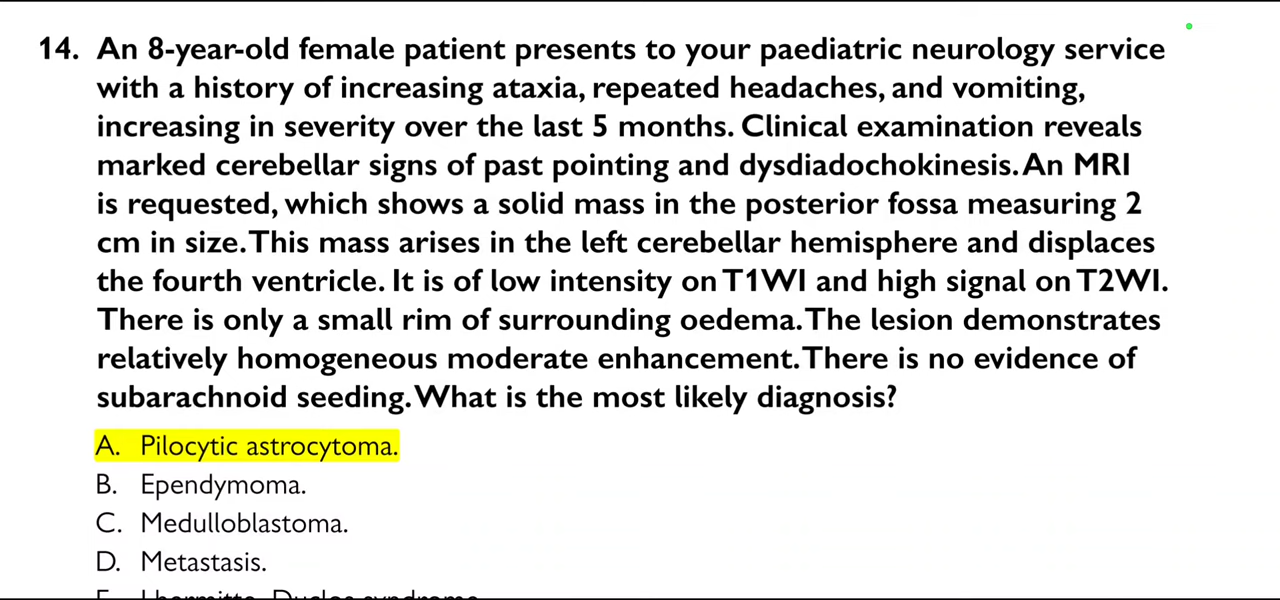 14. An 8-year-old female patient presents to your paediatric neurology service
with a history of increasing ataxia, repeated headaches, and vomiting,
increasing in severity over the last 5 months. Clinical examination reveals
marked cerebellar signs of past pointing and dysdiadochokinesis. An MRI
is requested, which shows a solid mass in the posterior fossa measuring 2
cm in size. This mass arises in the left cerebellar hemisphere and displaces
the fourth ventricle. It is of low intensity on T1WI and high signal on T2WI.
There is only a small rim of surrounding oedema. The lesion demonstrates
relatively homogeneous moderate enhancement. There is no evidence of
subarachnoid seeding. What is the most likely diagnosis?
A. Pilocytic astrocytoma.
B. Ependymoma.
C. Medulloblastoma.
D. Metastasis.